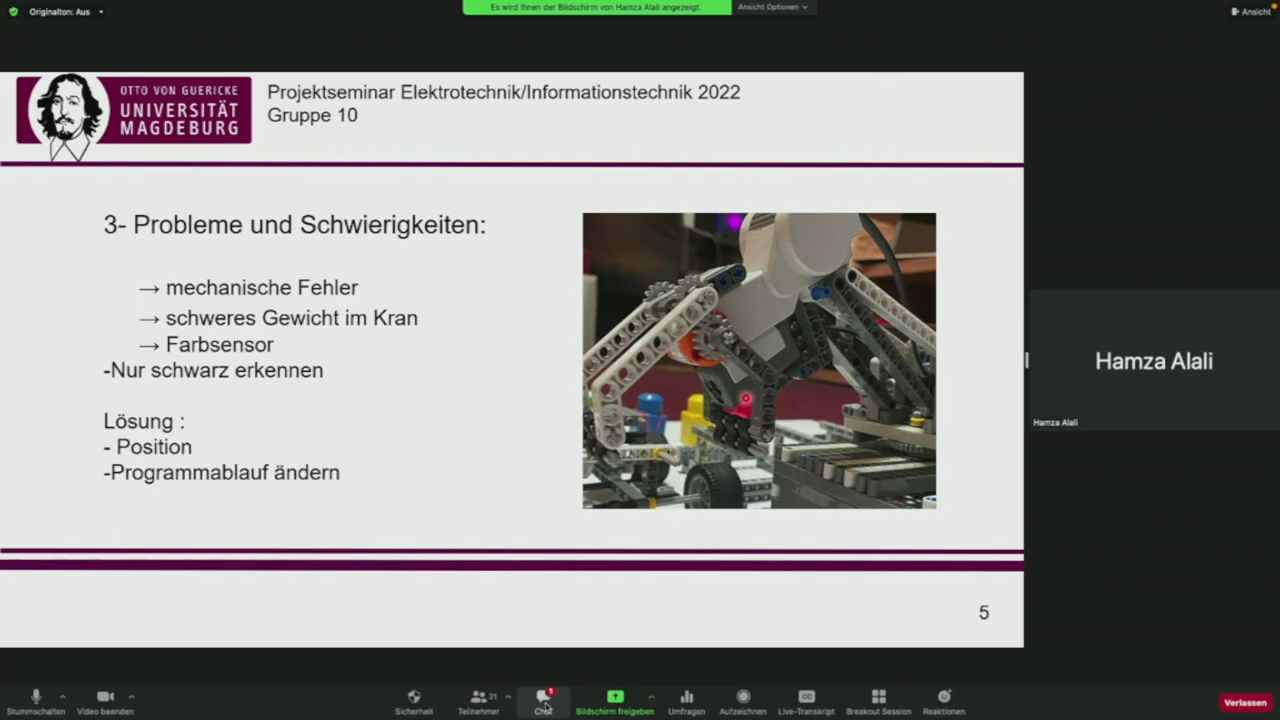 Originalton: Aus
Es wird Ihnen der Bildschirm von Hamza Alali angezeigt.
Ansicht Optionen
Ansicht
OTTO VON GUERICKE
UNIVERSITÄT
MAGDEBURG
Projektseminar Elektrotechnik/Informationstechnik 2022
Gruppe 10
3- Probleme und Schwierigkeiten:
→ mechanische Fehler
→ schweres Gewicht im Kran
→ Farbsensor
-Nur schwarz erkennen
Lösung :
- Position
-Programmablauf ändern
5
Hamza Alali
Hamza Alali
Stummschalten
Video beenden
Sicherheit
21
Teilnehmer
1
Chat
Bildschirm freigeben
Umfragen
Aufzeichnen
CC
Live-Transkript
Breakout Session
Reaktionen
Verlassen